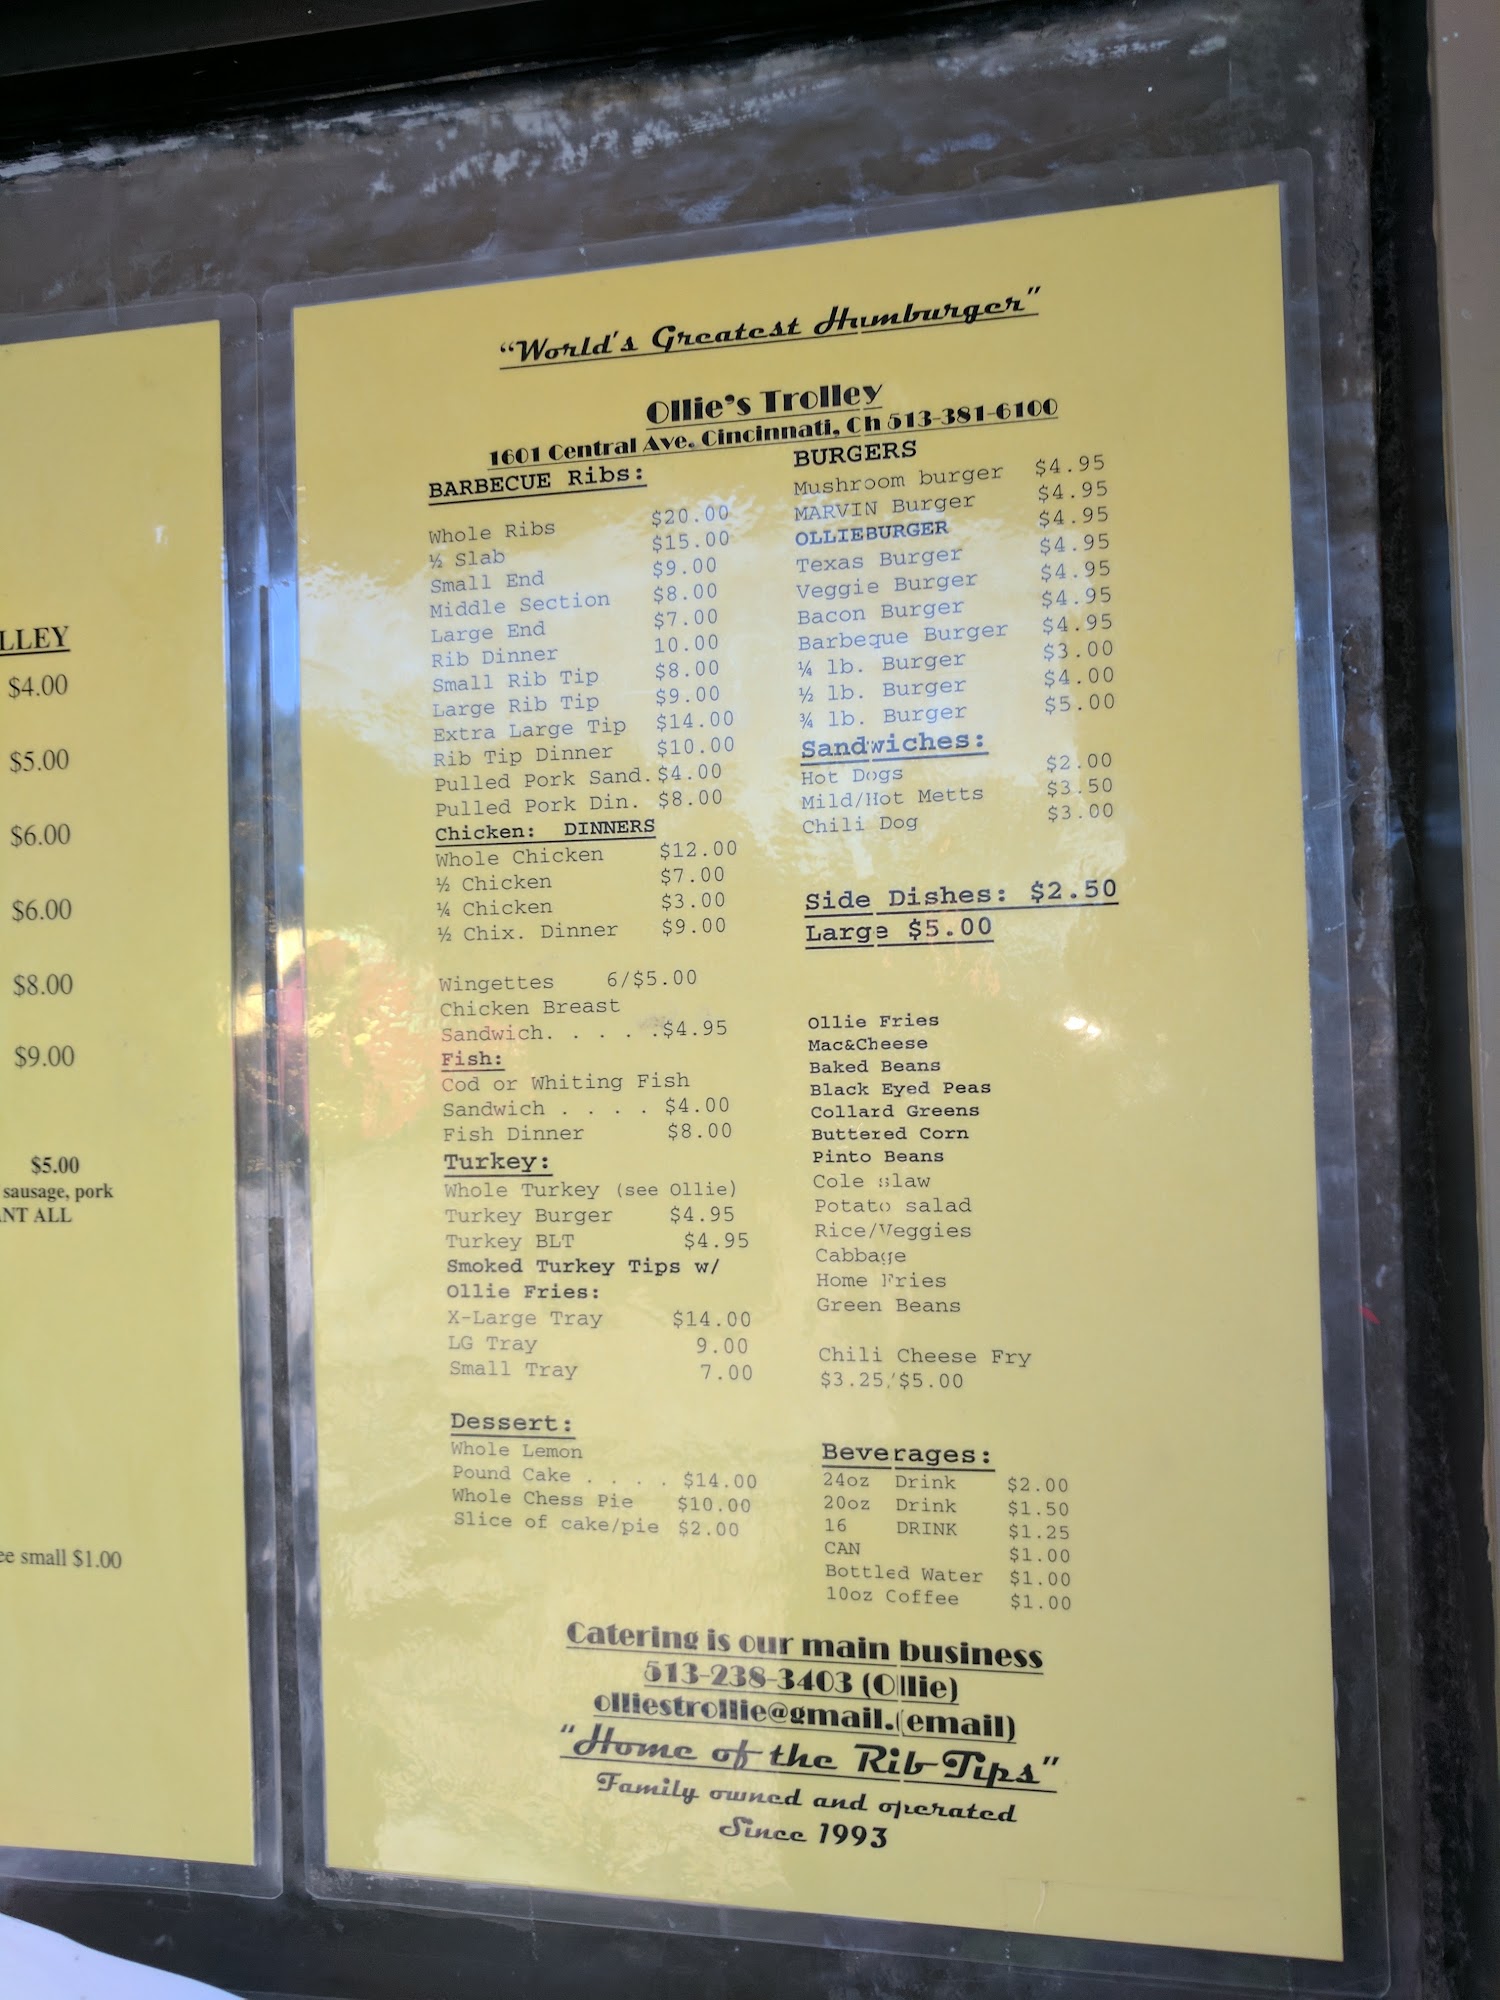 LLEY
$4.00
$5.00
$6.00
$6.00
$8.00
$9.00
$5.00
sausage, pork
ANT ALL
ee small $1.00
"World's Greatest Humburger"
Ollie's Trolley
1601 Central Ave. Cincinnati, Oh 513-381-6100
BARBECUE Ribs:
Whole Ribs $20.00
½ Slab $15.00
Small End $9.00
Middle Section $8.00
Large End $7.00
Rib Dinner 10.00
Small Rib Tip $8.00
Large Rib Tip $9.00
Extra Large Tip $14.00
Rib Tip Dinner $10.00
Pulled Pork Sand. $4.00
Pulled Pork Din. $8.00
Chicken: DINNERS
Whole Chicken $12.00
½ Chicken $7.00
¼ Chicken $3.00
½ Chix. Dinner $9.00
Wingettes 6/$5.00
Chicken Breast
Sandwich. . . . . $4.95
Fish:
Cod or Whiting Fish
Sandwich . . . . $4.00
Fish Dinner $8.00
Turkey:
Whole Turkey (see Ollie)
Turkey Burger $4.95
Turkey BLT $4.95
Smoked Turkey Tips w/
Ollie Fries:
X-Large Tray $14.00
LG Tray 9.00
Small Tray 7.00
Dessert:
Whole Lemon
Pound Cake . . . . $14.00
Whole Chess Pie $10.00
Slice of cake/pie $2.00
BURGERS
Mushroom burger $4.95
MARVIN Burger $4.95
OLLIEBURGER $4.95
Texas Burger $4.95
Veggie Burger $4.95
Bacon Burger $4.95
Barbeque Burger $4.95
¼ lb. Burger $3.00
½ lb. Burger $4.00
¾ lb. Burger $5.00
Sandwiches:
Hot Dogs $2.00
Mild/Hot Metts $3.50
Chili Dog $3.00
Side Dishes: $2.50
Large $5.00
Ollie Fries
Mac&Cheese
Baked Beans
Black Eyed Peas
Collard Greens
Buttered Corn
Pinto Beans
Cole slaw
Potato salad
Rice/Veggies
Cabbage
Home Fries
Green Beans
Chili Cheese Fry
$3.25/$5.00
Beverages:
24oz Drink $2.00
20oz Drink $1.50
16 DRINK $1.25
CAN $1.00
Bottled Water $1.00
10oz Coffee $1.00
Catering is our main business
513-238-3403 (Ollie)
olliestrollie@gmail.(email)
"Home of the Rib Tips"
Family owned and operated
Since 1993